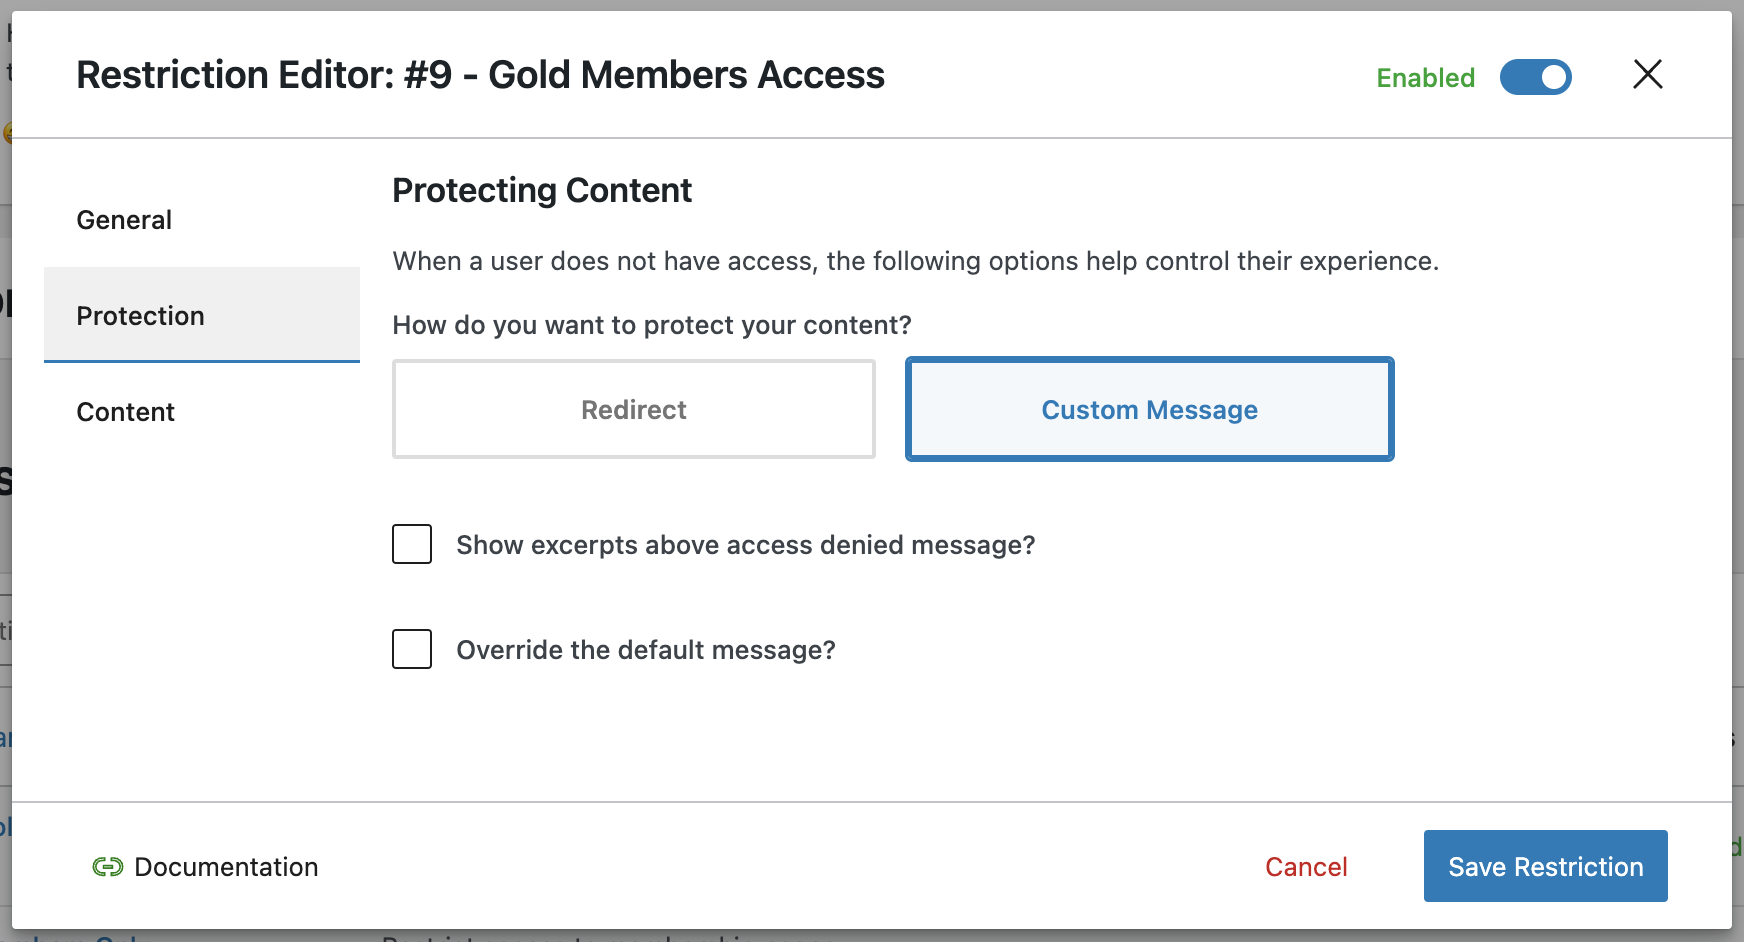 Restriction Editor: #9 - Gold Members Access
Enabled
General
Protection
Content
Protecting Content
When a user does not have access, the following options help control their experience.
How do you want to protect your content?
Redirect
Custom Message
Show excerpts above access denied message?
Override the default message?
Documentation
Cancel
Save Restriction